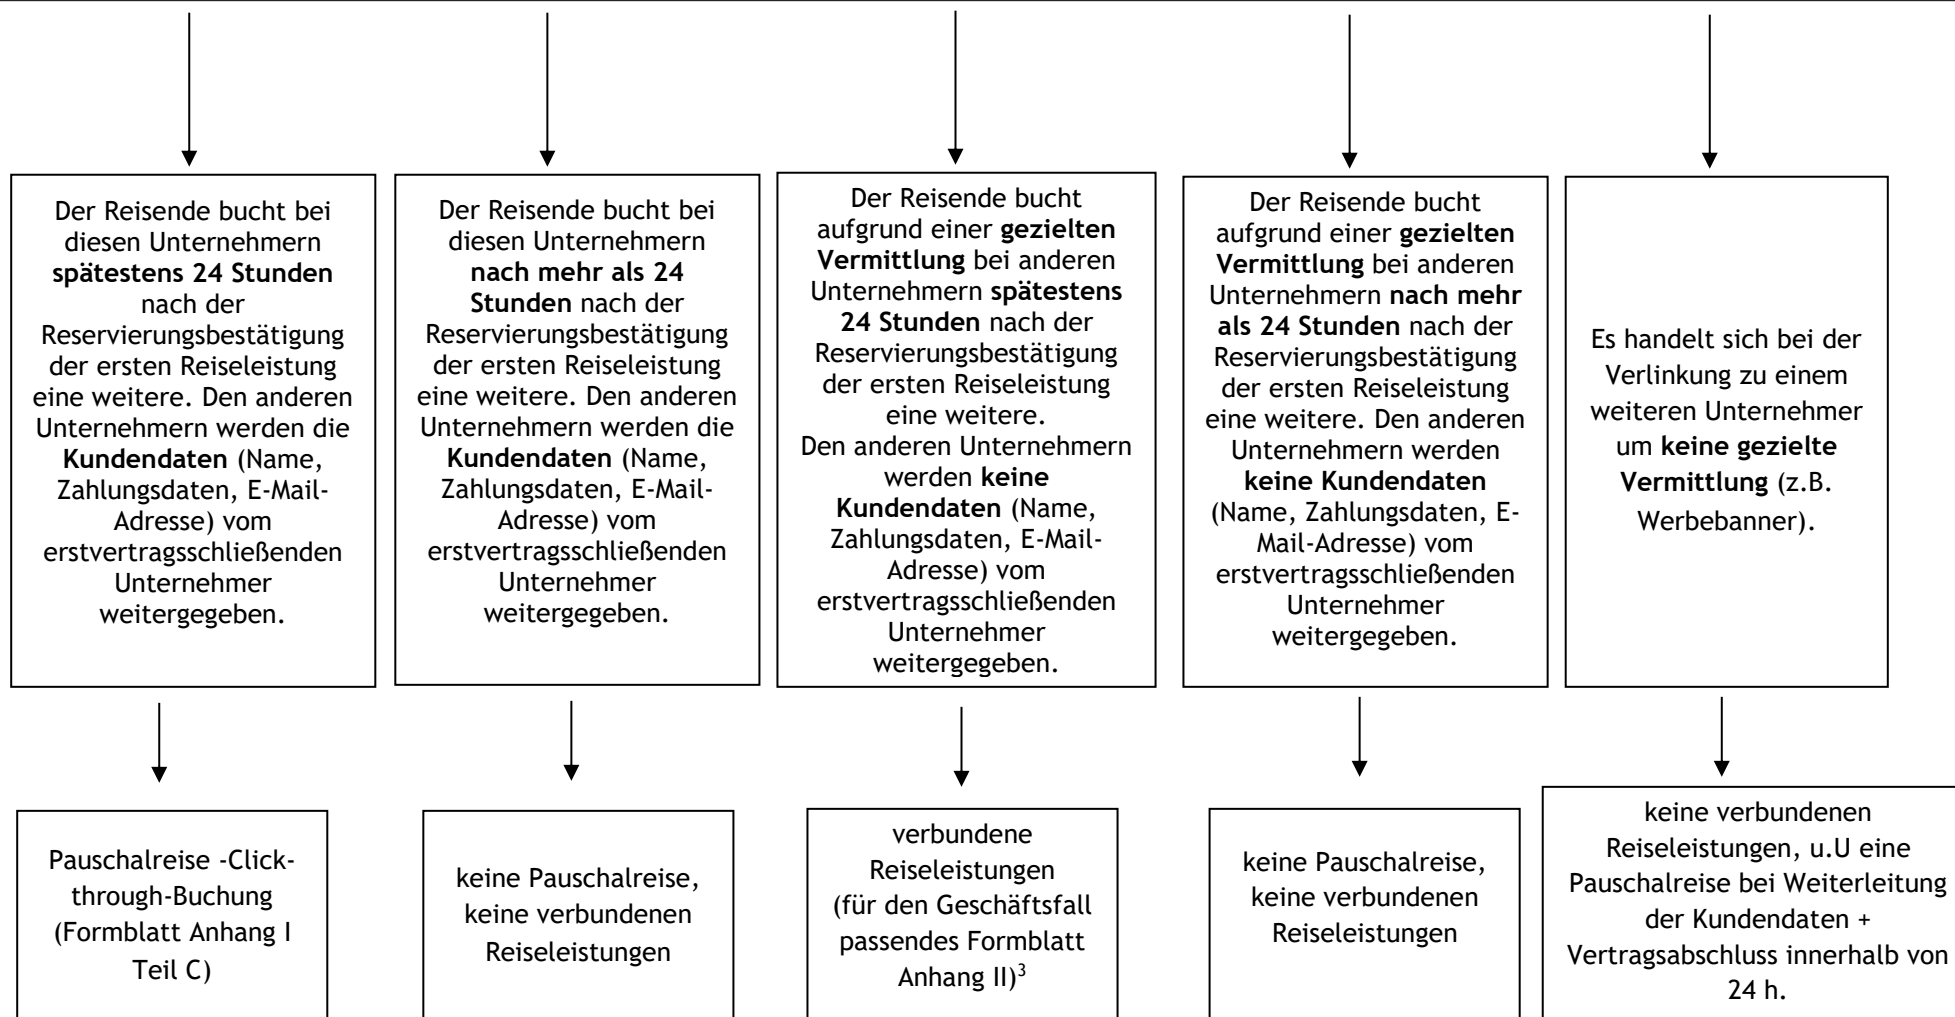 Der Reisende bucht bei
diesen Unternehmern
spätestens 24 Stunden
nach der
Reservierungsbestätigung
der ersten Reiseleistung
eine weitere. Den anderen
Unternehmern werden die
Kundendaten (Name,
Zahlungsdaten, E-Mail-
Adresse) vom
erstvertragsschließenden
Unternehmer
weitergegeben.
Der Reisende bucht bei
diesen Unternehmern
nach mehr als 24
Stunden nach der
Reservierungsbestätigung
der ersten Reiseleistung
eine weitere. Den anderen
Unternehmern werden die
Kundendaten (Name,
Zahlungsdaten, E-Mail-
Adresse) vom
erstvertragsschließenden
Unternehmer
weitergegeben.
Der Reisende bucht
aufgrund einer gezielten
Vermittlung bei anderen
Unternehmern spätestens
24 Stunden nach der
Reservierungsbestätigung
der ersten Reiseleistung
eine weitere.
Den anderen Unternehmern
werden keine
Kundendaten (Name,
Zahlungsdaten, E-Mail-
Adresse) vom
erstvertragsschließenden
Unternehmer
weitergegeben.
Der Reisende bucht
aufgrund einer gezielten
Vermittlung bei anderen
Unternehmern nach mehr
als 24 Stunden nach der
Reservierungsbestätigung
der ersten Reiseleistung
eine weitere. Den anderen
Unternehmern werden
keine Kundendaten
(Name, Zahlungsdaten, E-
Mail-Adresse) vom
erstvertragsschließenden
Unternehmer
weitergegeben.
Es handelt sich bei der
Verlinkung zu einem
weiteren Unternehmer
um keine gezielte
Vermittlung (z.B.
Werbebanner).
Pauschalreise -Click-
through-Buchung
(Formblatt Anhang I
Teil C)
keine Pauschalreise,
keine verbundenen
Reiseleistungen
verbundene
Reiseleistungen
(für den Geschäftsfall
passendes Formblatt
Anhang II)³
keine Pauschalreise,
keine verbundenen
Reiseleistungen
keine verbundenen
Reiseleistungen, u.U eine
Pauschalreise bei Weiterleitung
der Kundendaten +
Vertragsabschluss innerhalb von
24 h.